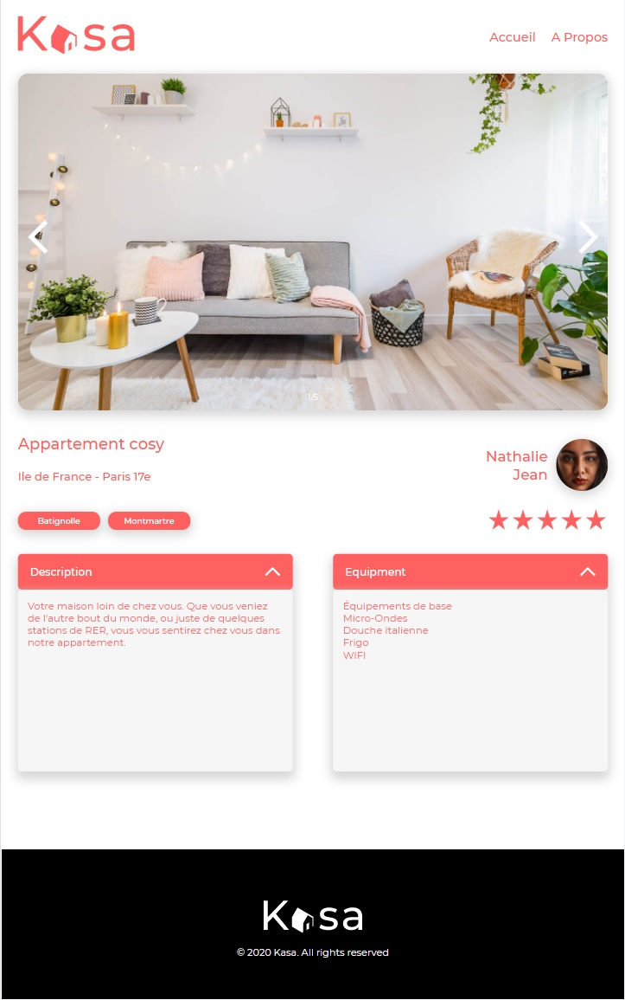 Kasa
Accueil
A Propos
1/5
Appartement cosy
Ile de France - Paris 17e
Nathalie
Jean
Batignolle
Montmartre
Description
Votre maison loin de chez vous. Que vous veniez
de l'autre bout du monde, ou juste de quelques
stations de RER, vous vous sentirez chez vous dans
notre appartement.
Equipment
Équipements de base
Micro-Ondes
Douche italienne
Frigo
WIFI
Kasa
© 2020 Kasa. All rights reserved